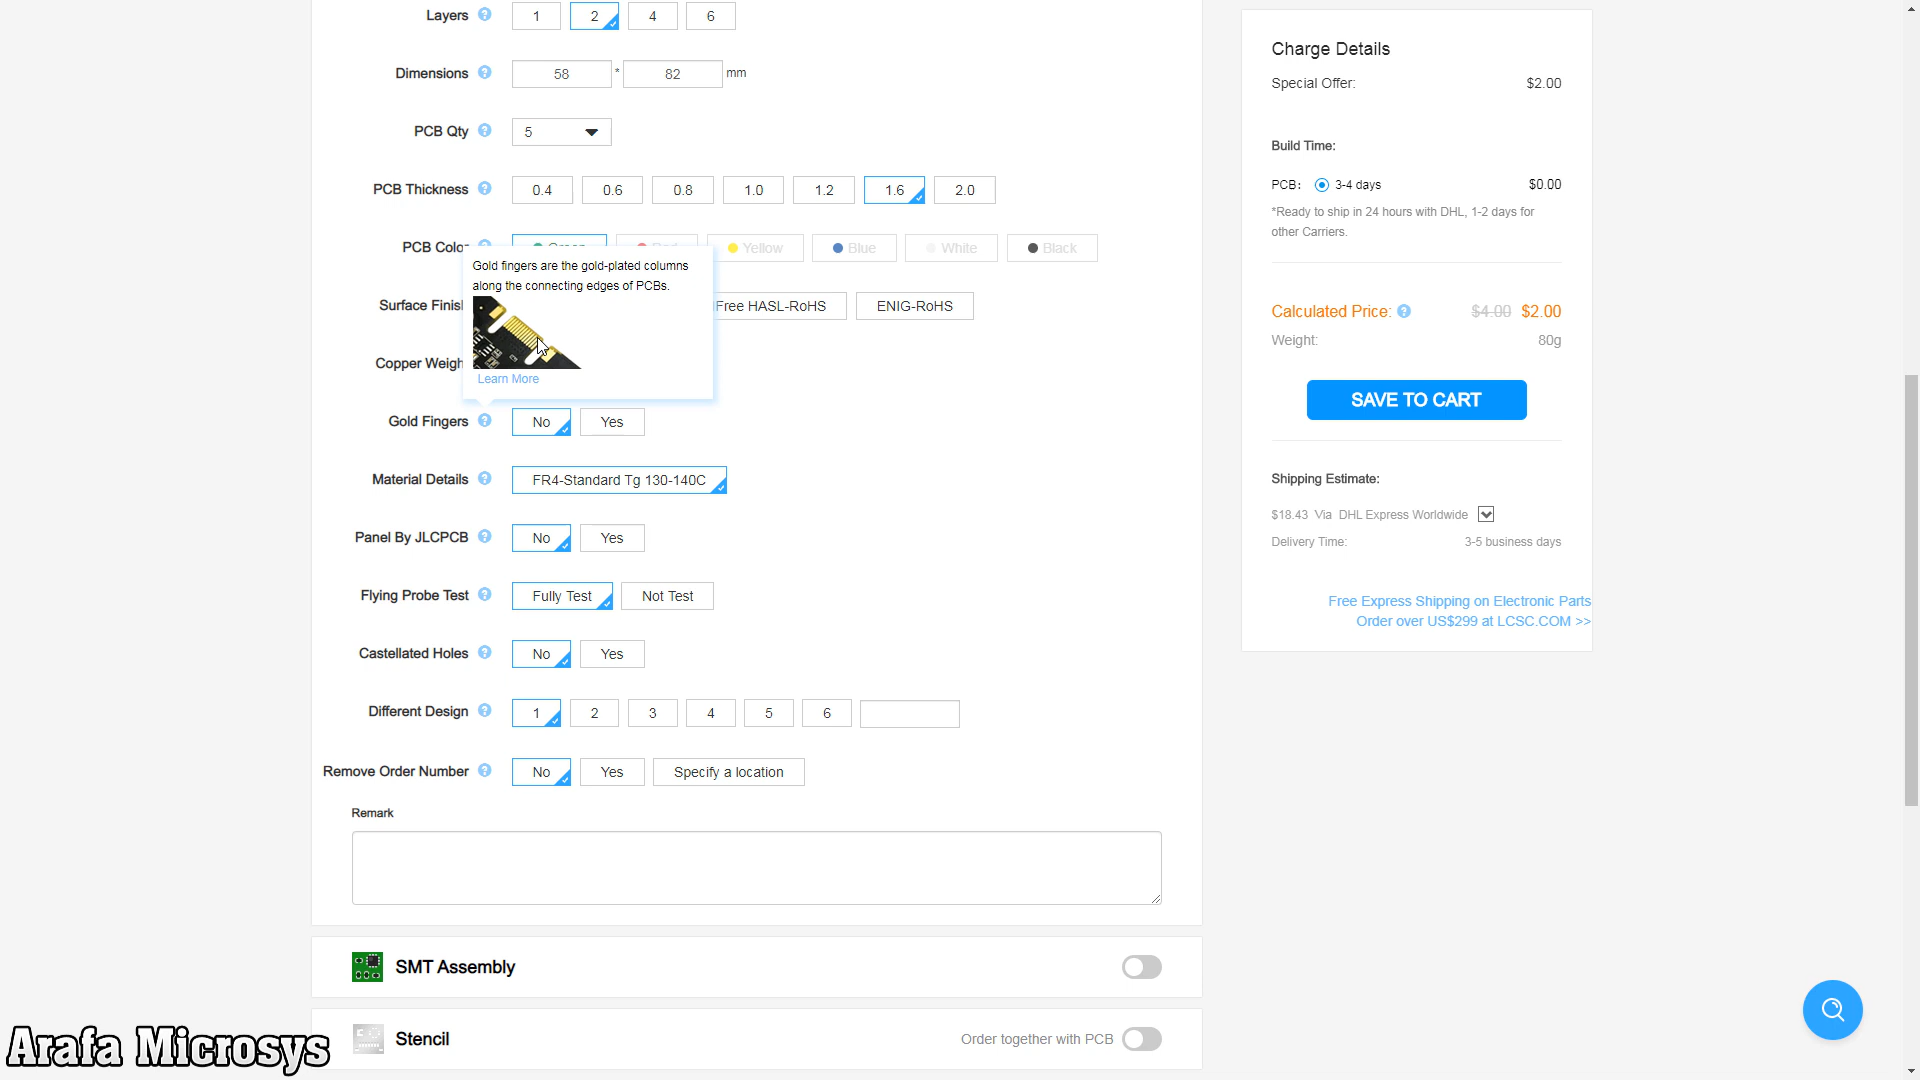 Layers 1 2 4 6
Dimensions 58 * 82 mm
PCB Qty 5
PCB Thickness 0.4 0.6 0.8 1.0 1.2 1.6 2.0
PCB Color Green Red Yellow Blue White Black
Gold fingers are the gold-plated columns
along the connecting edges of PCBs.
Learn More
Surface Finish Free HASL-RoHS ENIG-RoHS
Copper Weigh
Gold Fingers No Yes
Material Details FR4-Standard Tg 130-140C
Panel By JLCPCB No Yes
Flying Probe Test Fully Test Not Test
Castellated Holes No Yes
Different Design 1 2 3 4 5 6
Remove Order Number No Yes Specify a location
Remark
SMT Assembly
Stencil Order together with PCB
Charge Details
Special Offer: $2.00
Build Time:
PCB: 3-4 days $0.00
*Ready to ship in 24 hours with DHL, 1-2 days for
other Carriers.
Calculated Price: $4.00 $2.00
Weight: 80g
SAVE TO CART
Shipping Estimate:
$18.43 Via DHL Express Worldwide
Delivery Time: 3-5 business days
Free Express Shipping on Electronic Parts
Order over US$299 at LCSC.COM >>
Arafa Microsys